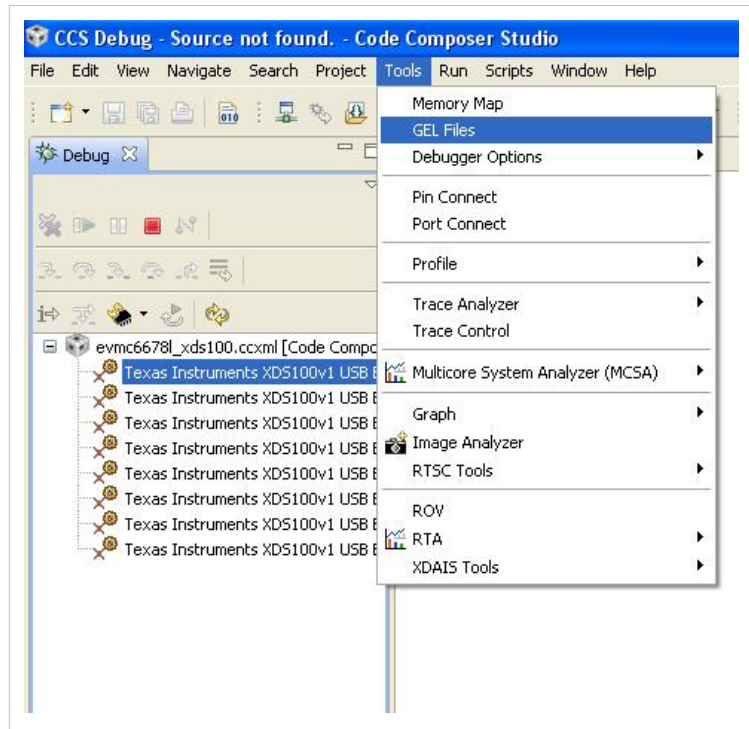 CCS Debug - Source not found. - Code Composer Studio
File Edit View Navigate Search Project Tools Run Scripts Window Help
010
Debug
Memory Map
GEL Files
Debugger Options
Pin Connect
Port Connect
Profile
Trace Analyzer
Trace Control
Multicore System Analyzer (MCSA)
Graph
Image Analyzer
RTSC Tools
ROV
RTA
XDAIS Tools
evmc6678l_xds100.ccxml [Code Compo
Texas Instruments XDS100v1 USB
Texas Instruments XDS100v1 USB
Texas Instruments XDS100v1 USB
Texas Instruments XDS100v1 USB
Texas Instruments XDS100v1 USB
Texas Instruments XDS100v1 USB
Texas Instruments XDS100v1 USB
Texas Instruments XDS100v1 USB